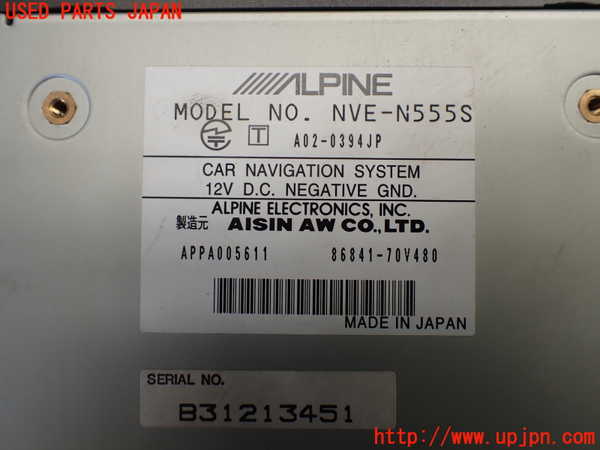 USED PARTS JAPAN
ALPINE
MODEL NO. NVE-N555S
T A02-0394JP
CAR NAVIGATION SYSTEM
12V D.C. NEGATIVE GND.
ALPINE ELECTRONICS, INC.
製造元 AISIN AW CO.,LTD.
APPA005611 86841-70V480
MADE IN JAPAN
SERIAL NO.
B31213451
http://www.upjpn.com/